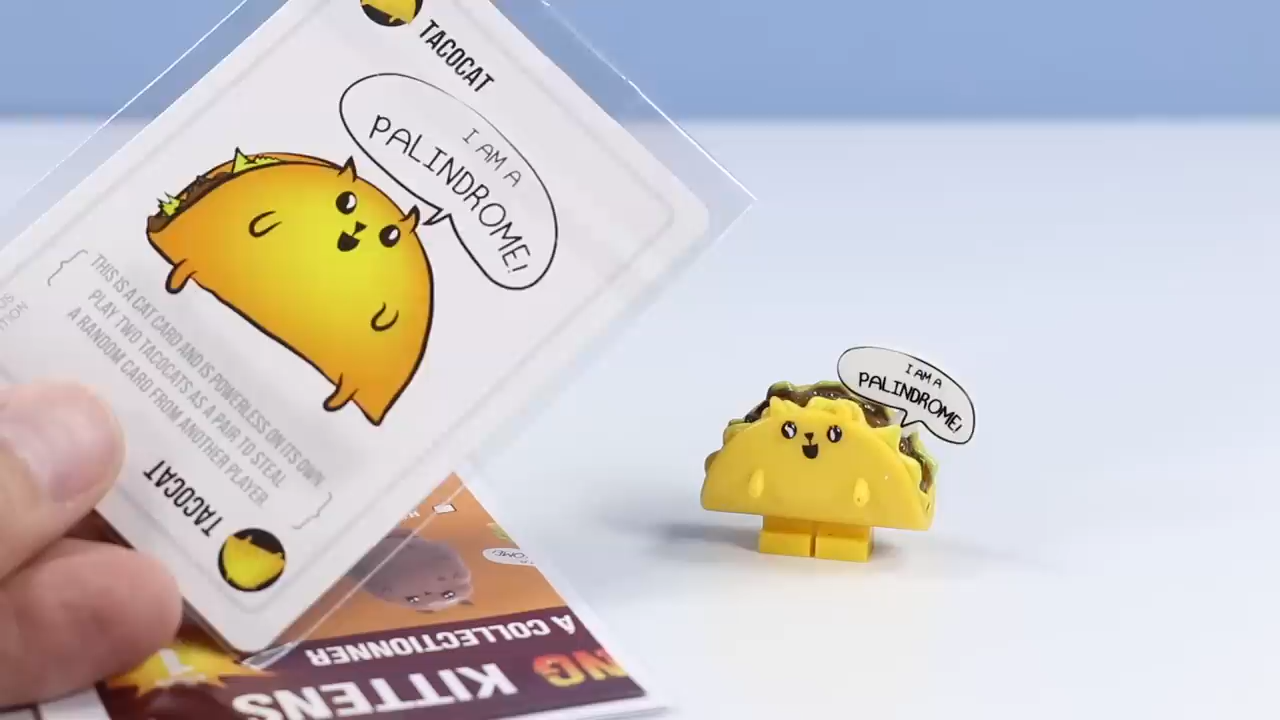 TACOCAT
I AM A
PALINDROME!
THIS IS A CAT CARD AND IS POWERLESS ON ITS OWN
PLAY TWO TACOCATS AS A PAIR TO STEAL
A RANDOM CARD FROM ANOTHER PLAYER
TACOCAT
I AM A
PALINDROME!
À COLLECTIONNER
NG KITTENS